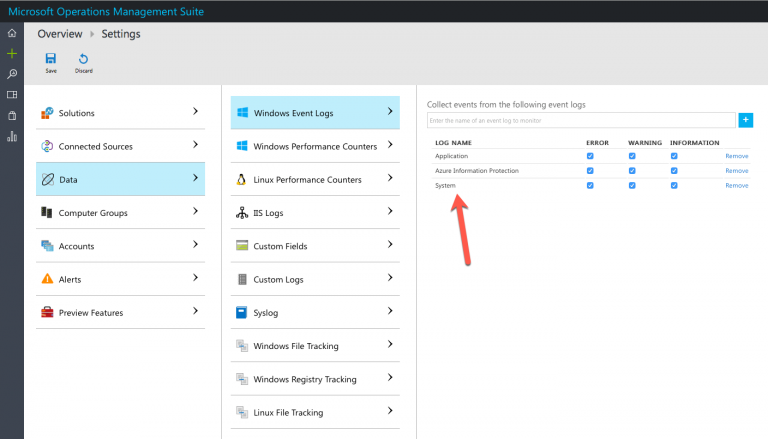 Microsoft Operations Management Suite
Overview Settings
Save Discard
Solutions
Connected Sources
Data
Computer Groups
Accounts
Alerts
Preview Features
Windows Event Logs
Windows Performance Counters
Linux Performance Counters
IIS Logs
Custom Fields
Custom Logs
Syslog
Windows File Tracking
Windows Registry Tracking
Linux File Tracking
Collect events from the following event logs
Enter the name of an event log to monitor
LOG NAME ERROR WARNING INFORMATION
Application Remove
Azure Information Protection Remove
System Remove